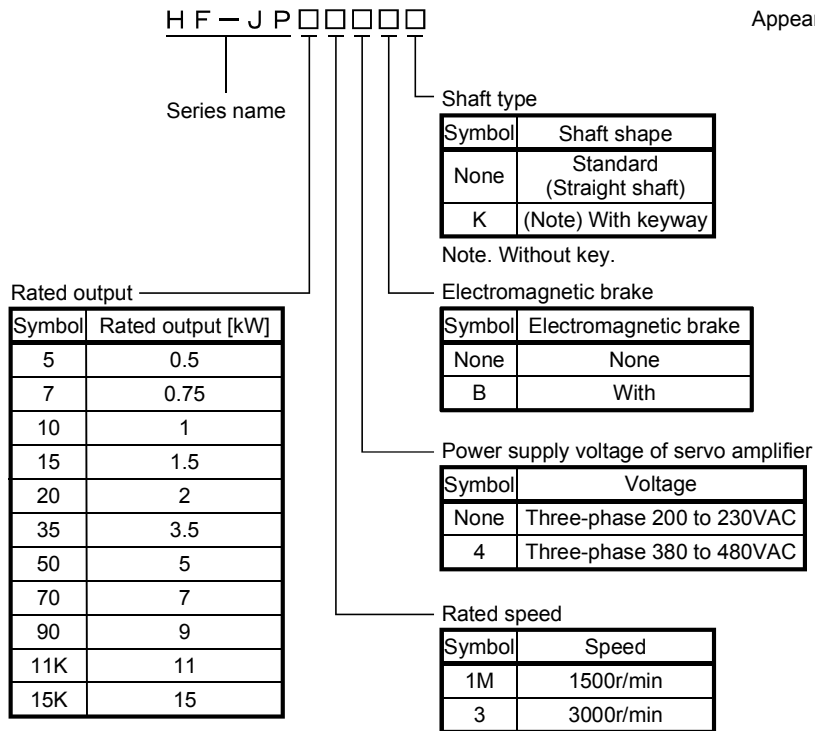 HF-JP□□□□□
Series name
Shaft type
Symbol Shaft shape
None Standard
(Straight shaft)
K (Note) With keyway
Note. Without key.
Electromagnetic brake
Symbol Electromagnetic brake
None None
B With
Power supply voltage of servo amplifier
Symbol Voltage
None Three-phase 200 to 230VAC
4 Three-phase 380 to 480VAC
Rated speed
Symbol Speed
1M 1500r/min
3 3000r/min
Rated output
Symbol Rated output [kW]
5 0.5
7 0.75
10 1
15 1.5
20 2
35 3.5
50 5
70 7
90 9
11K 11
15K 15